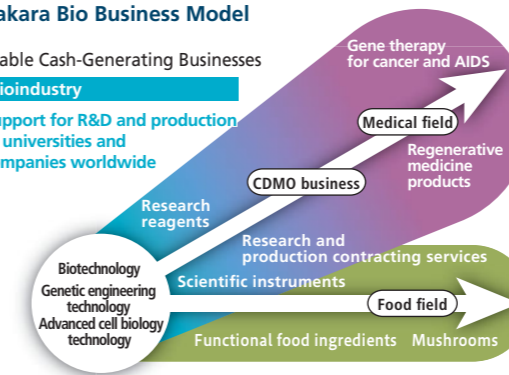 akara Bio Business Model
able Cash-Generating Businesses
ioindustry
pport for R&D and production
universities and
mpanies worldwide
Gene therapy
for cancer and AIDS
Medical field
Regenerative
medicine
products
CDMO business
Research
reagents
Research and
production contracting services
Biotechnology
Genetic engineering
technology
Advanced cell biology
technology
Scientific instruments
Food field
Functional food ingredients
Mushrooms